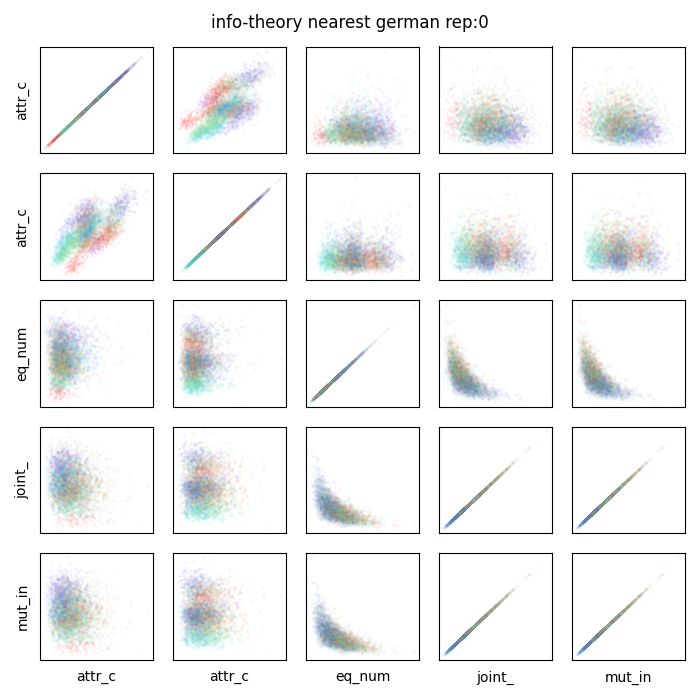 info-theory nearest german rep:0
attr_c
attr_c
eq_num
joint_
mut_in
attr_c
attr_c
eq_num
joint_
mut_in